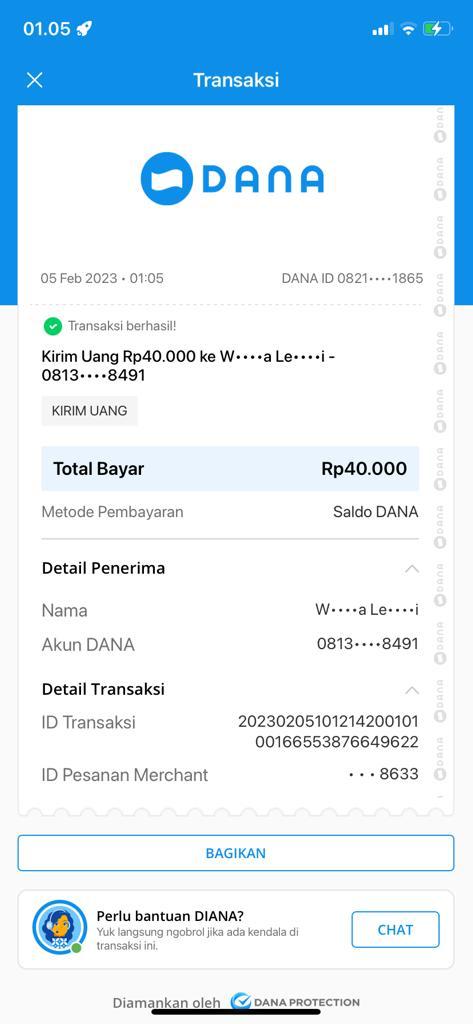 01.05
Transaksi
DANA
05 Feb 2023 • 01:05
DANA ID 0821····1865
Transaksi berhasil!
Kirim Uang Rp40.000 ke W····a Le····i -
0813····8491
KIRIM UANG
Total Bayar Rp40.000
Metode Pembayaran Saldo DANA
Detail Penerima
Nama W····a Le····i
Akun DANA 0813····8491
Detail Transaksi
ID Transaksi 20230205101214200101
00166553876649622
ID Pesanan Merchant ···8633
BAGIKAN
Perlu bantuan DIANA?
Yuk langsung ngobrol jika ada kendala di
transaksi ini.
CHAT
Diamankan oleh DANA PROTECTION